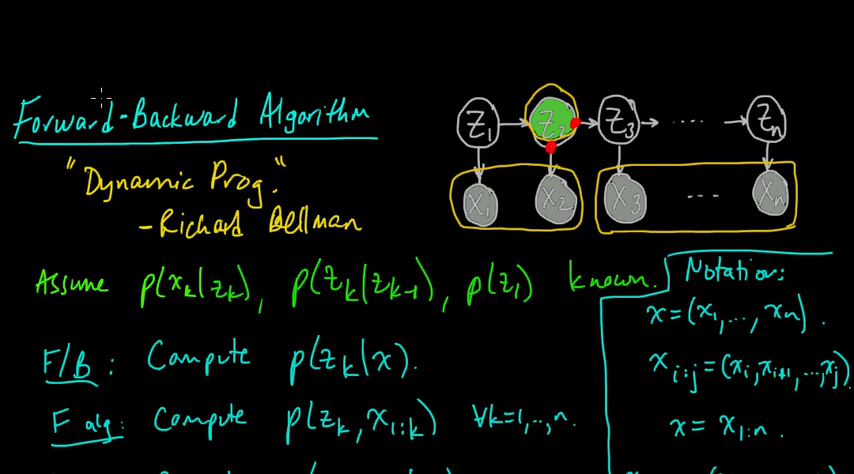 Forward-Backward Algorithm
"Dynamic Prog."
-Richard Bellman
Z₁ Z₂ Z₃ ---- Zₙ
X₁ X₂ X₃ --- Xₙ
Assume p(xₖ|zₖ), p(zₖ|zₖ₋₁), p(z₁) known.
F/B: Compute p(zₖ|x).
F alg: Compute p(zₖ, x₁:ₖ) ∀k=1,..,n.
Notation:
x=(x₁,..., xₙ).
xᵢ:ⱼ=(xᵢ,xᵢ₊₁,...,xⱼ)
x = x₁:ₙ.